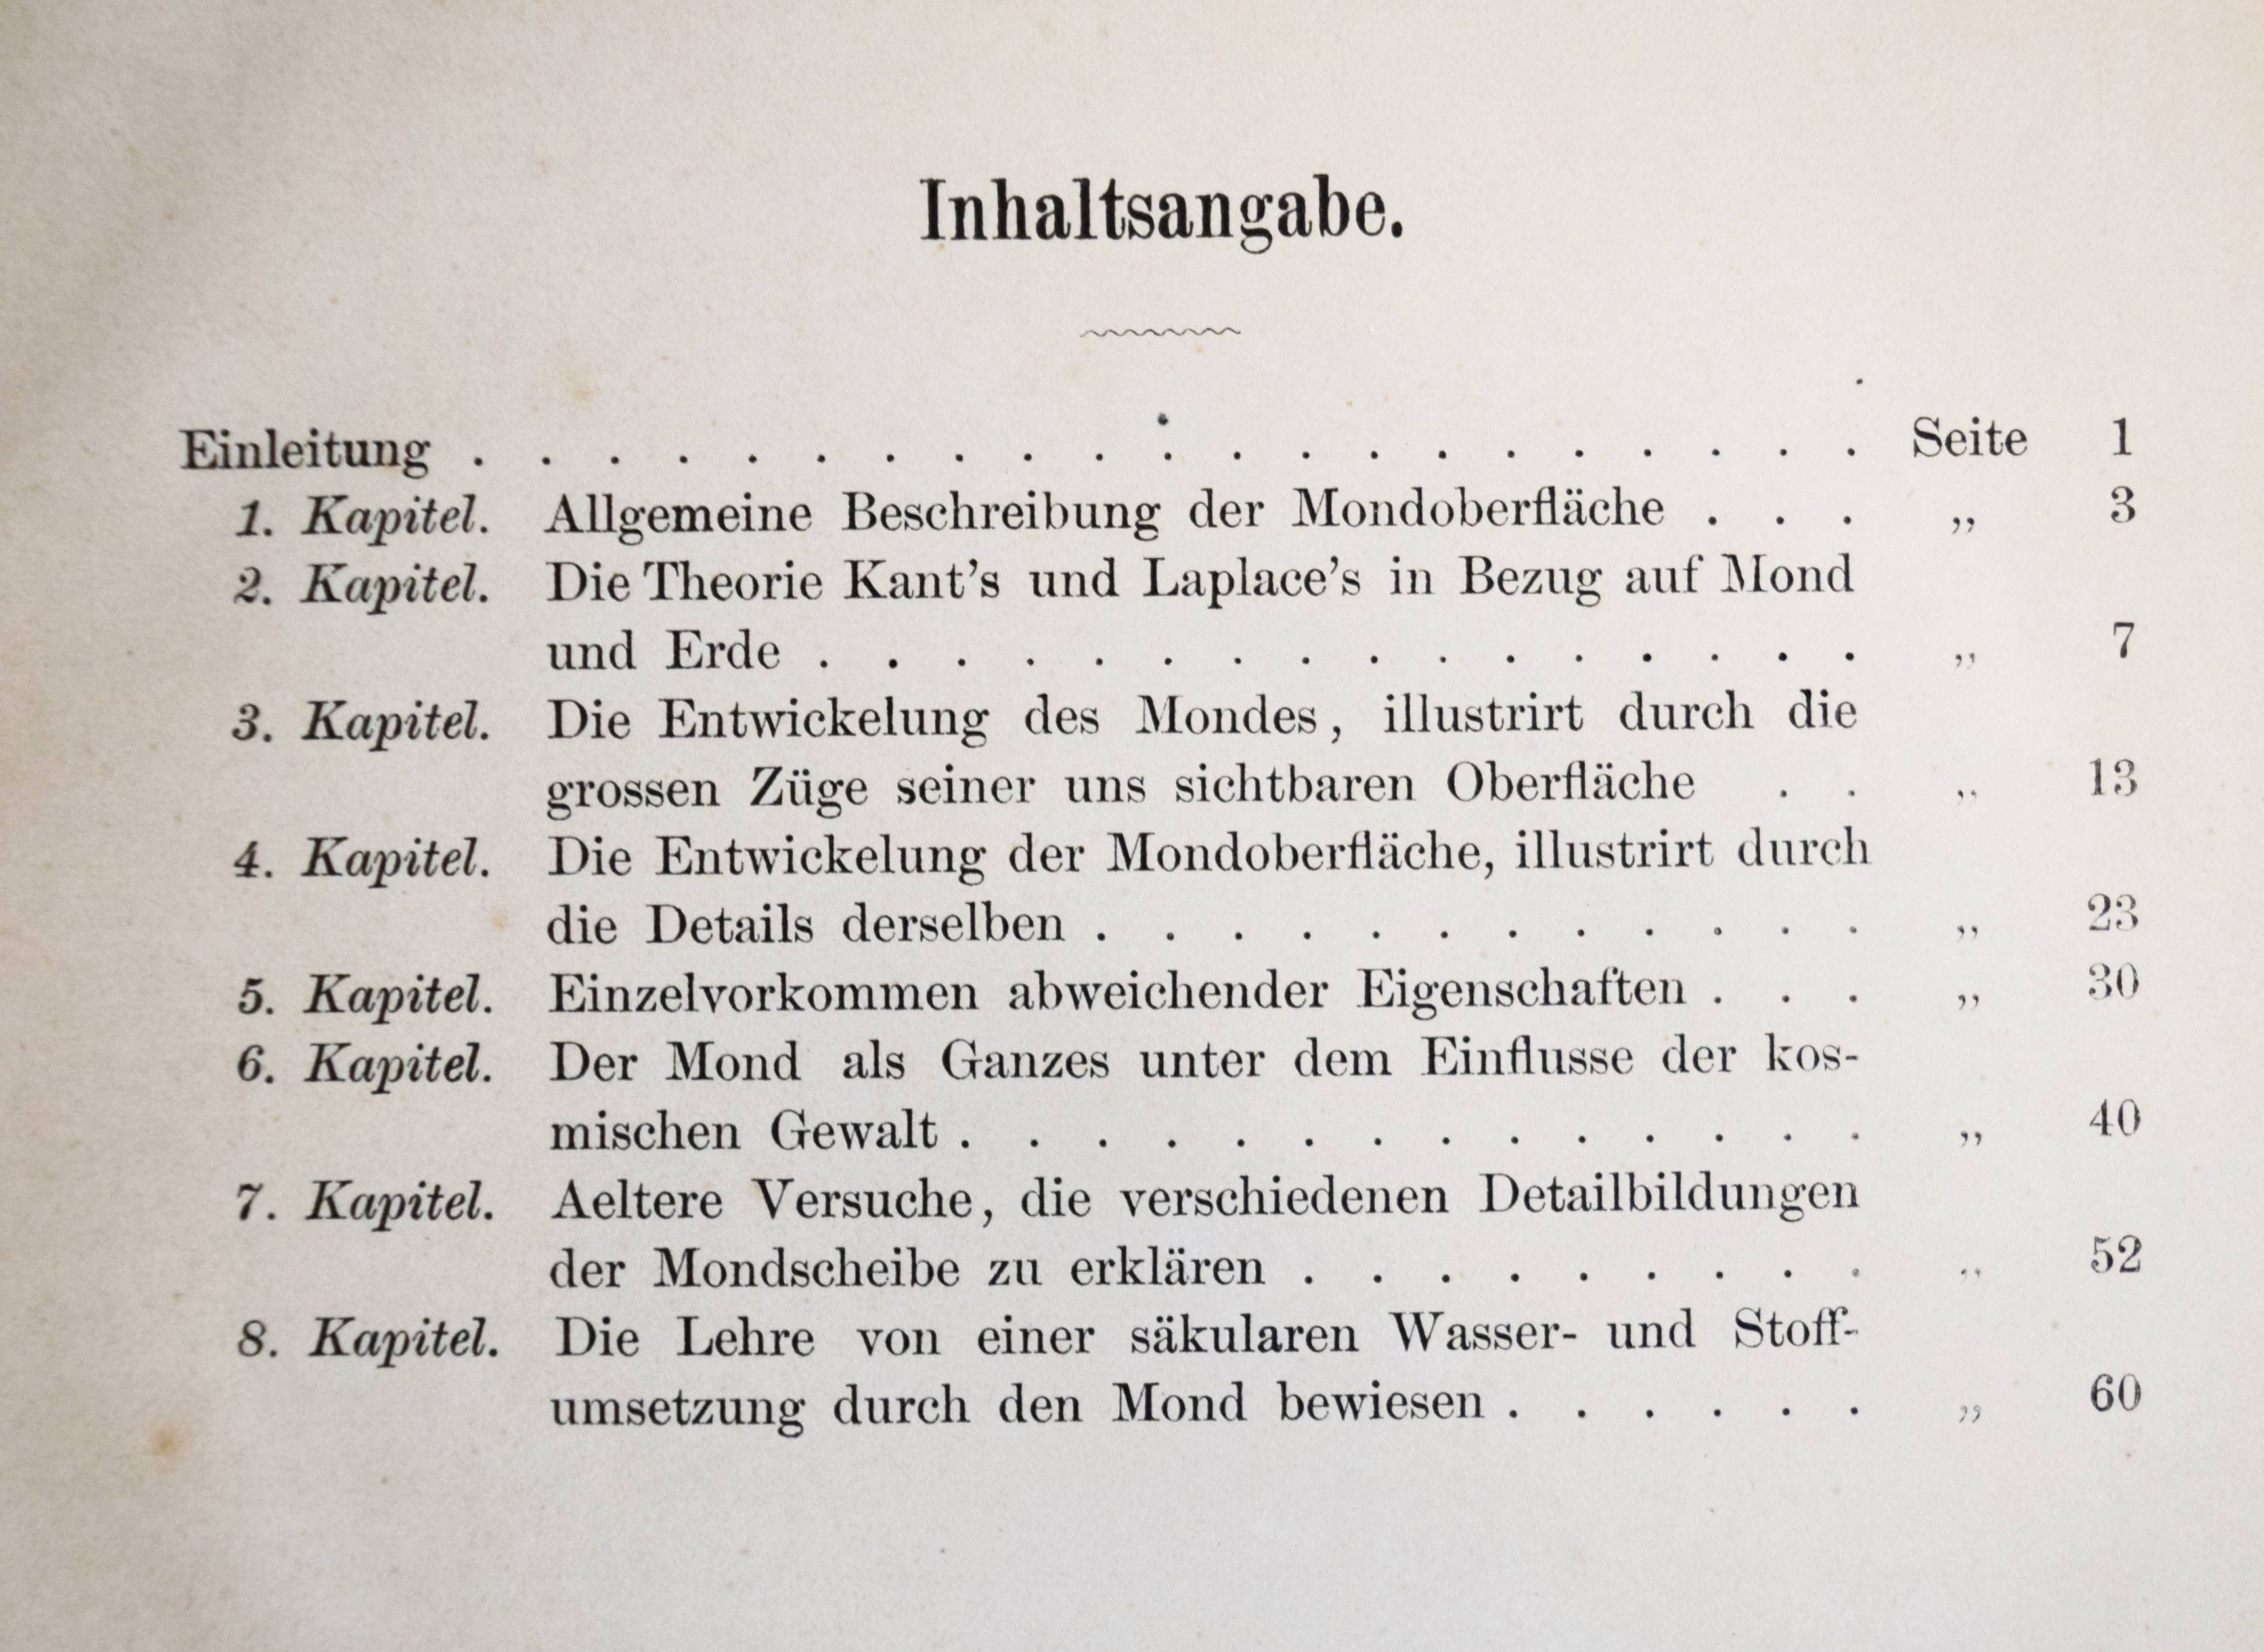 Inhaltsangabe.
Einleitung . . . . . . . . . . . . . . . . . . . . . Seite 1
1. Kapitel. Allgemeine Beschreibung der Mondoberfläche . . . „ 3
2. Kapitel. Die Theorie Kant's und Laplace's in Bezug auf Mond
und Erde . . . . . . . . . . . . . . . . „ 7
3. Kapitel. Die Entwickelung des Mondes, illustrirt durch die
grossen Züge seiner uns sichtbaren Oberfläche . . „ 13
4. Kapitel. Die Entwickelung der Mondoberfläche, illustrirt durch
die Details derselben . . . . . . . . . . . . „ 23
5. Kapitel. Einzelvorkommen abweichender Eigenschaften . . . „ 30
6. Kapitel. Der Mond als Ganzes unter dem Einflusse der kos-
mischen Gewalt . . . . . . . . . . . . . . „ 40
7. Kapitel. Aeltere Versuche, die verschiedenen Detailbildungen
der Mondscheibe zu erklären . . . . . . . . . „ 52
8. Kapitel. Die Lehre von einer säkularen Wasser- und Stoff-
umsetzung durch den Mond bewiesen . . . . . . „ 60